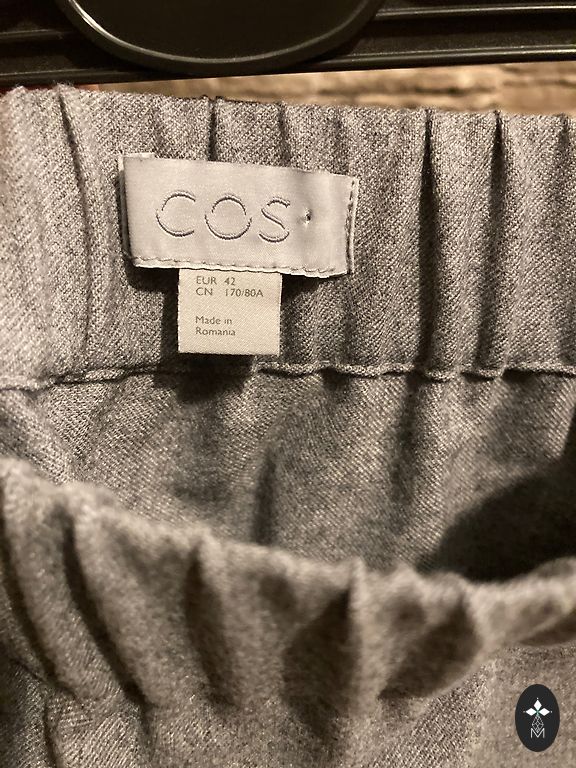 COS
EUR 42
CN 170/80A
Made in
Romania
M